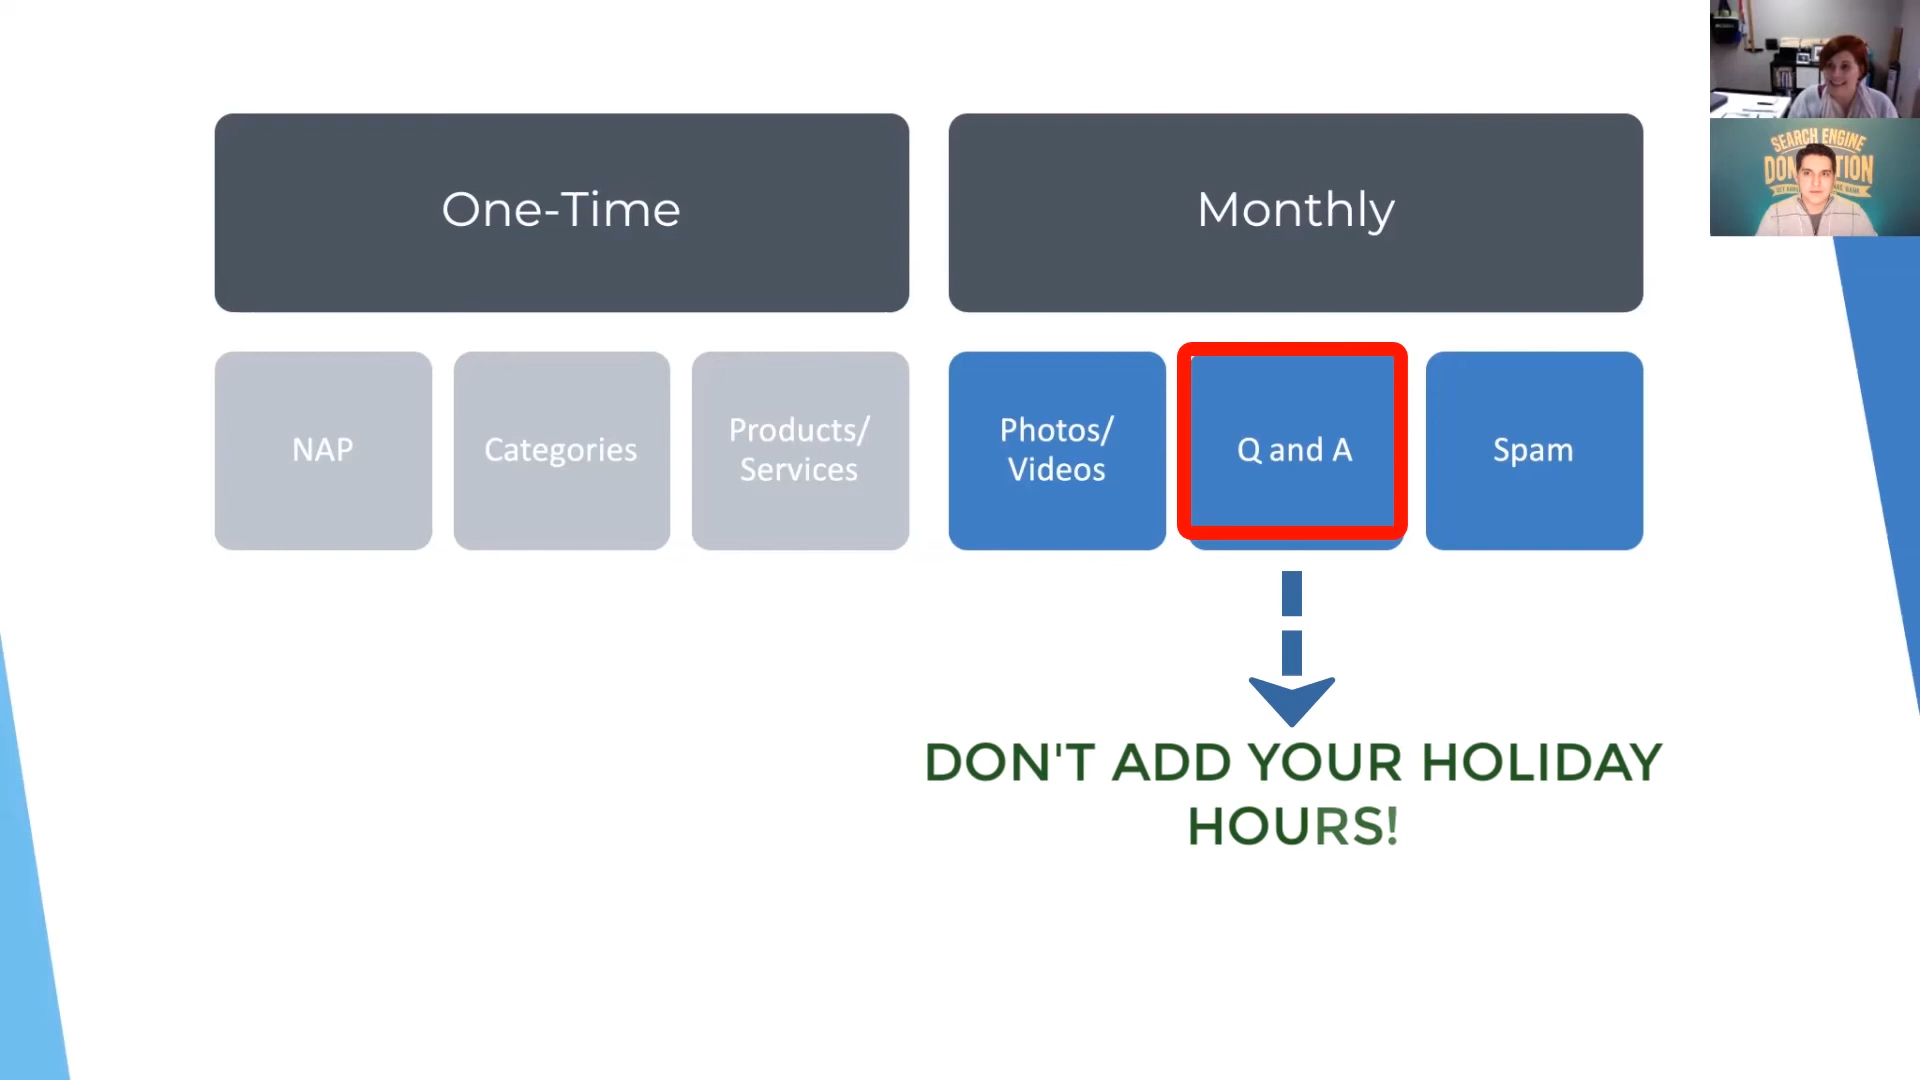 One-Time
Monthly
NAP
Categories
Products/
Services
Photos/
Videos
Q and A
Spam
DON'T ADD YOUR HOLIDAY
HOURS!
SEARCH ENGINE